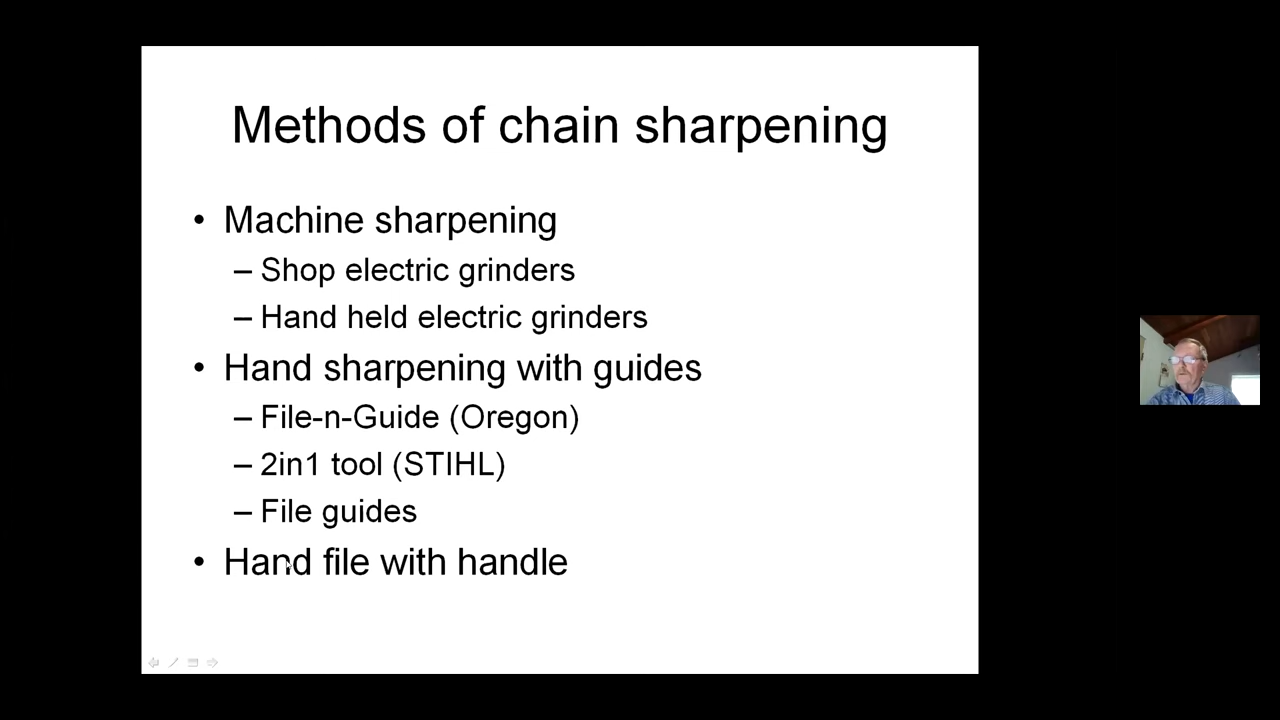 Methods of chain sharpening
• Machine sharpening
– Shop electric grinders
– Hand held electric grinders
• Hand sharpening with guides
– File-n-Guide (Oregon)
– 2in1 tool (STIHL)
– File guides
• Hand file with handle